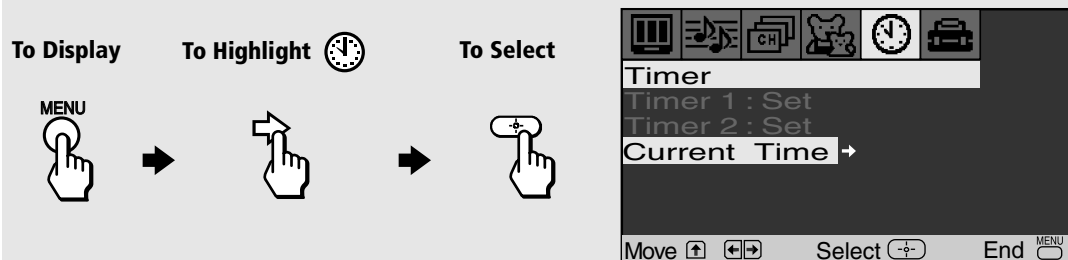 To Display
To Highlight
To Select
MENU
CH
Timer
Timer 1 : Set
Timer 2 : Set
Current Time
Move
Select
End
MENU